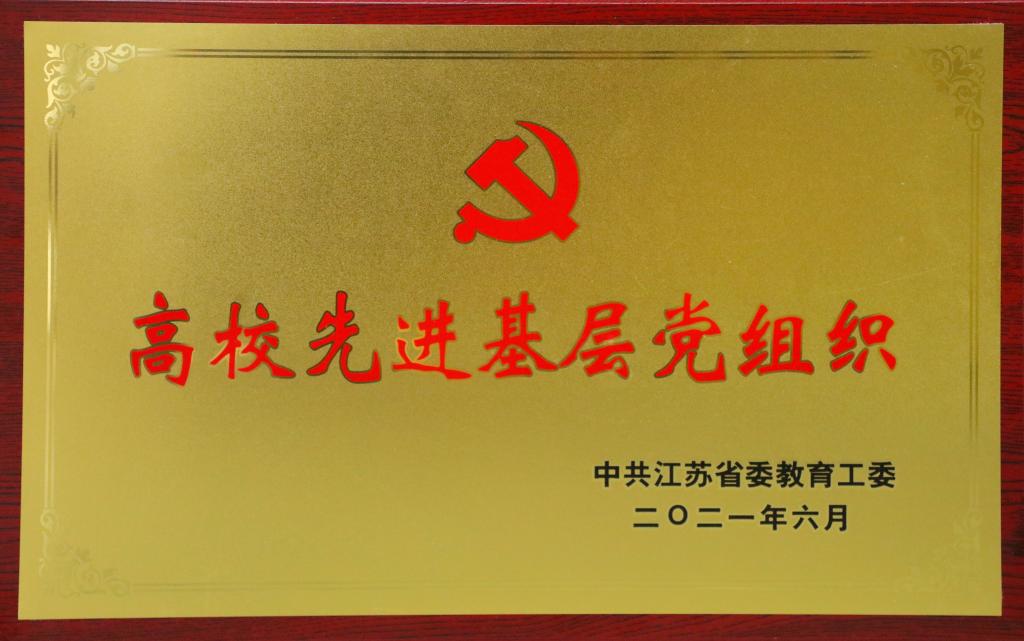 高校先进基层党组织
中共江苏省委教育工委
二〇二一年六月